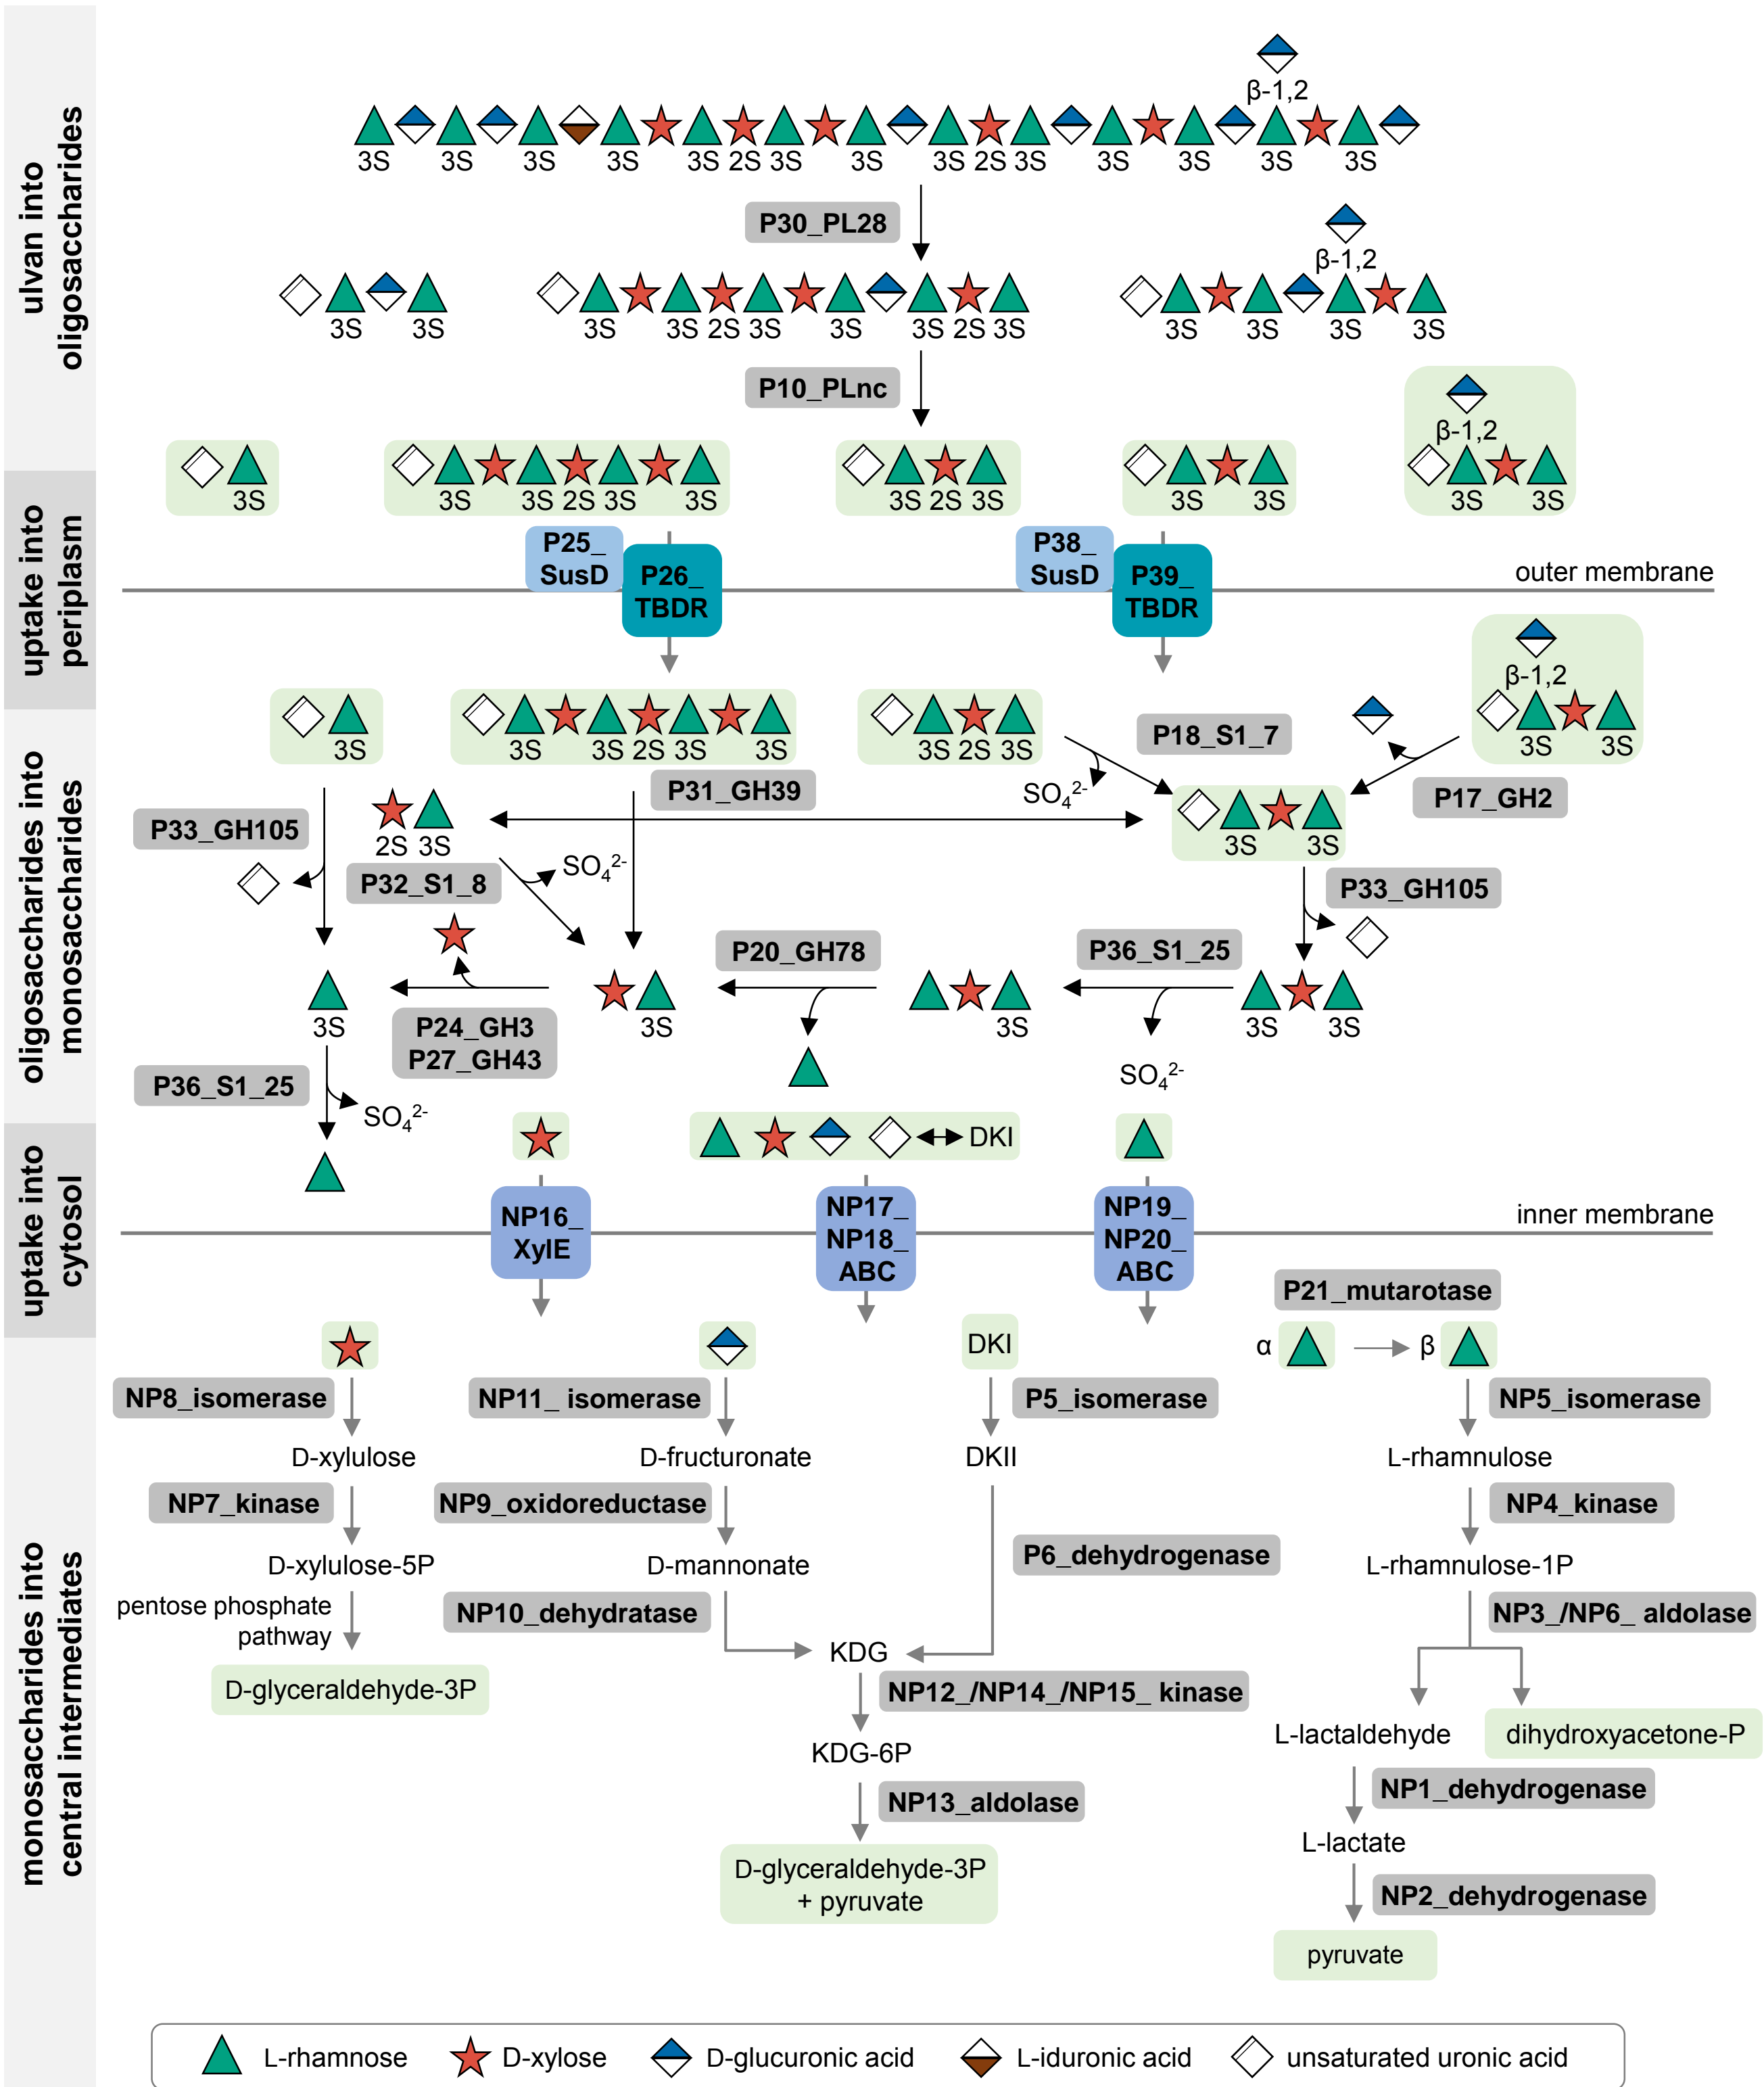 ulvan into
oligosaccharides
β-1,2
3S 3S 3S 3S 3S 2S 3S 3S 3S 2S 3S 3S 3S 3S 3S
P30_PL28
β-1,2
3S 3S
3S 3S 2S 3S 3S 3S 2S 3S
3S 3S 3S 3S
P10_PLnc
β-1,2
3S
3S 3S 2S 3S 3S
3S 2S 3S
3S 3S
3S 3S
uptake into
periplasm
P25_
SusD
P26_
TBDR
P38_
SusD
P39_
TBDR
outer membrane
β-1,2
oligosaccharides into
monosaccharides
3S
3S 3S 2S 3S 3S
3S 2S 3S
3S 3S
P18_S1_7
SO₄²⁻
P17_GH2
P31_GH39
P33_GH105
2S 3S
3S 3S
P32_S1_8
SO₄²⁻
P33_GH105
P20_GH78
P36_S1_25
3S
3S
3S
3S 3S
P24_GH3
P27_GH43
SO₄²⁻
P36_S1_25
SO₄²⁻
uptake into
cytosol
DKI
NP16_
XylE
NP17_
NP18_
ABC
NP19_
NP20_
ABC
inner membrane
P21_mutarotase
monosaccharides into
central intermediates
DKI
α β
NP8_isomerase
NP11_ isomerase
P5_isomerase
NP5_isomerase
D-xylulose
D-fructuronate
DKII
L-rhamnulose
NP7_kinase
NP9_oxidoreductase
NP4_kinase
P6_dehydrogenase
D-xylulose-5P
D-mannonate
L-rhamnulose-1P
pentose phosphate
pathway
NP10_dehydratase
NP3_/NP6_ aldolase
KDG
D-glyceraldehyde-3P
NP12_/NP14_/NP15_ kinase
KDG-6P
L-lactaldehyde
dihydroxyacetone-P
NP13_aldolase
NP1_dehydrogenase
L-lactate
D-glyceraldehyde-3P
+ pyruvate
NP2_dehydrogenase
pyruvate
L-rhamnose D-xylose D-glucuronic acid L-iduronic acid unsaturated uronic acid